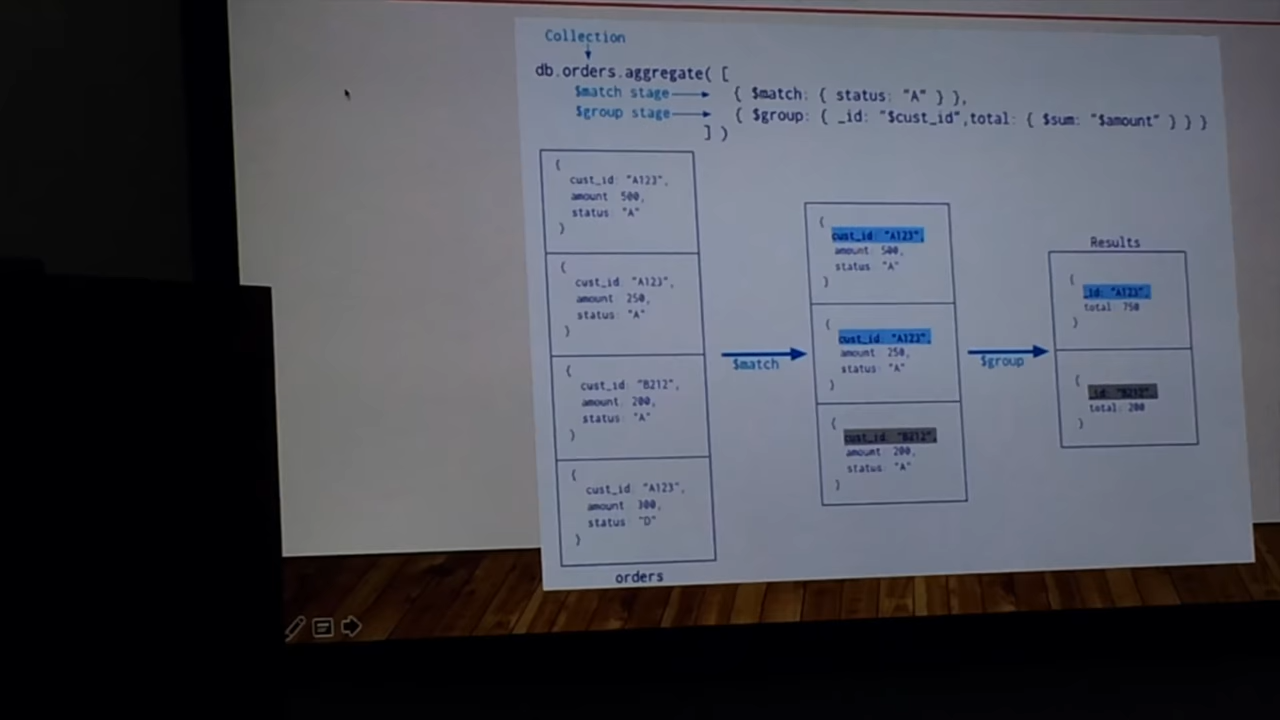 Collection
db.orders.aggregate( [
$match stage { $match: { status: "A" } },
$group stage { $group: { _id: "$cust_id",total: { $sum: "$amount" } } }
] )
{
cust_id: "A123",
amount: 500,
status: "A"
}
{
cust_id: "A123",
amount: 250,
status: "A"
}
{
cust_id: "B212",
amount: 200,
status: "A"
}
{
cust_id: "A123",
amount: 300,
status: "D"
}
orders
$match
{
cust_id: "A123",
amount: 500,
status: "A"
}
{
cust_id: "A123",
amount: 250,
status: "A"
}
{
cust_id: "B212",
amount: 200,
status: "A"
}
$group
Results
{
_id: "A123",
total: 750
}
{
_id: "B212",
total: 200
}